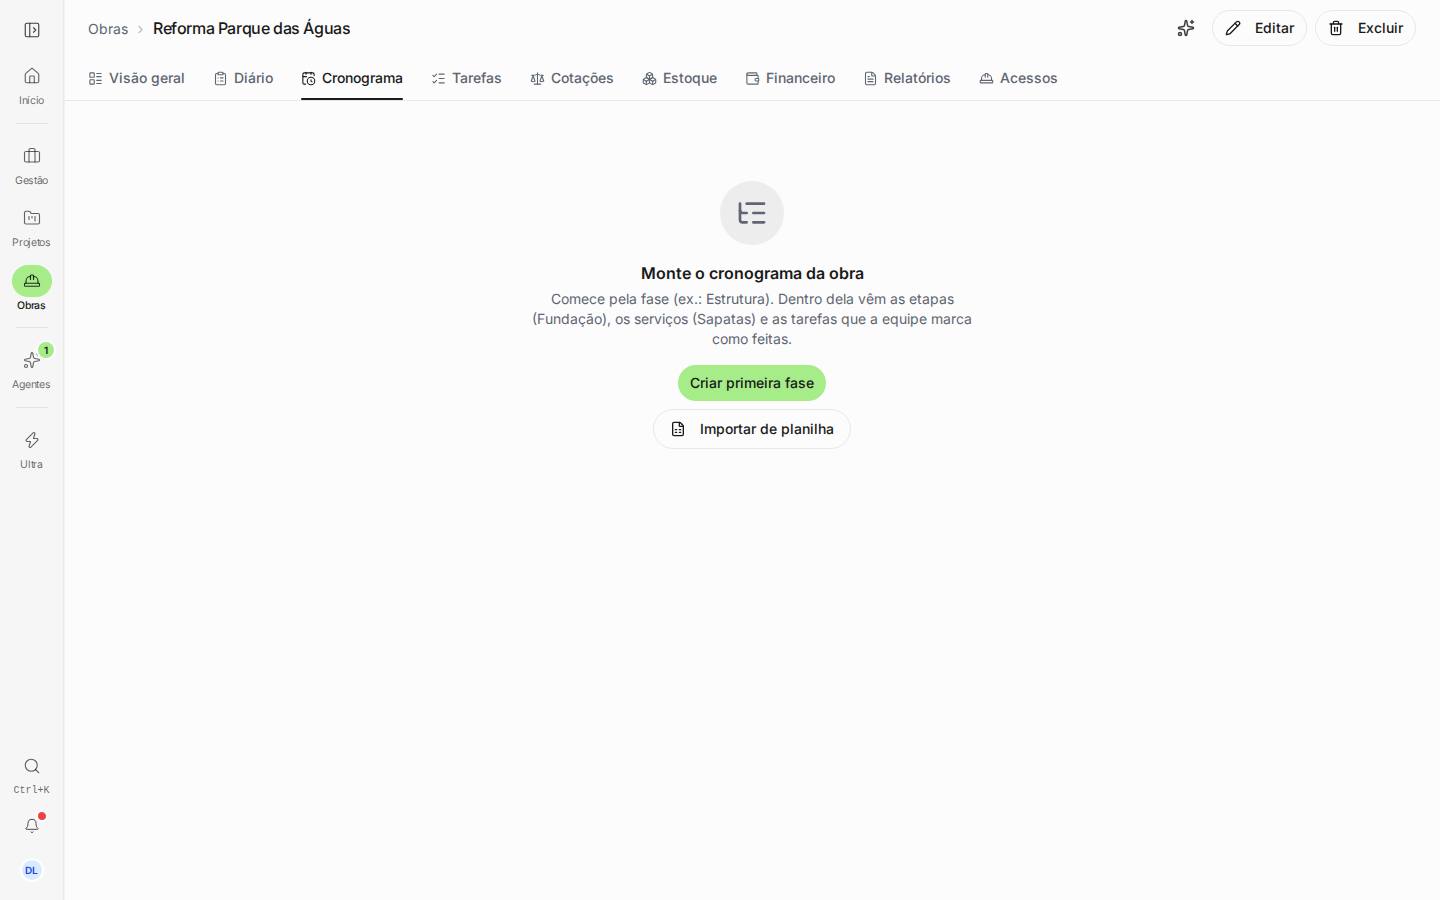 Obras > Reforma Parque das Águas
Editar
Excluir
Visão geral
Diário
Cronograma
Tarefas
Cotações
Estoque
Financeiro
Relatórios
Acessos
Início
Gestão
Projetos
Obras
1
Agentes
Ultra
Ctrl+K
DL
Monte o cronograma da obra
Comece pela fase (ex.: Estrutura). Dentro dela vêm as etapas
(Fundação), os serviços (Sapatas) e as tarefas que a equipe marca
como feitas.
Criar primeira fase
Importar de planilha